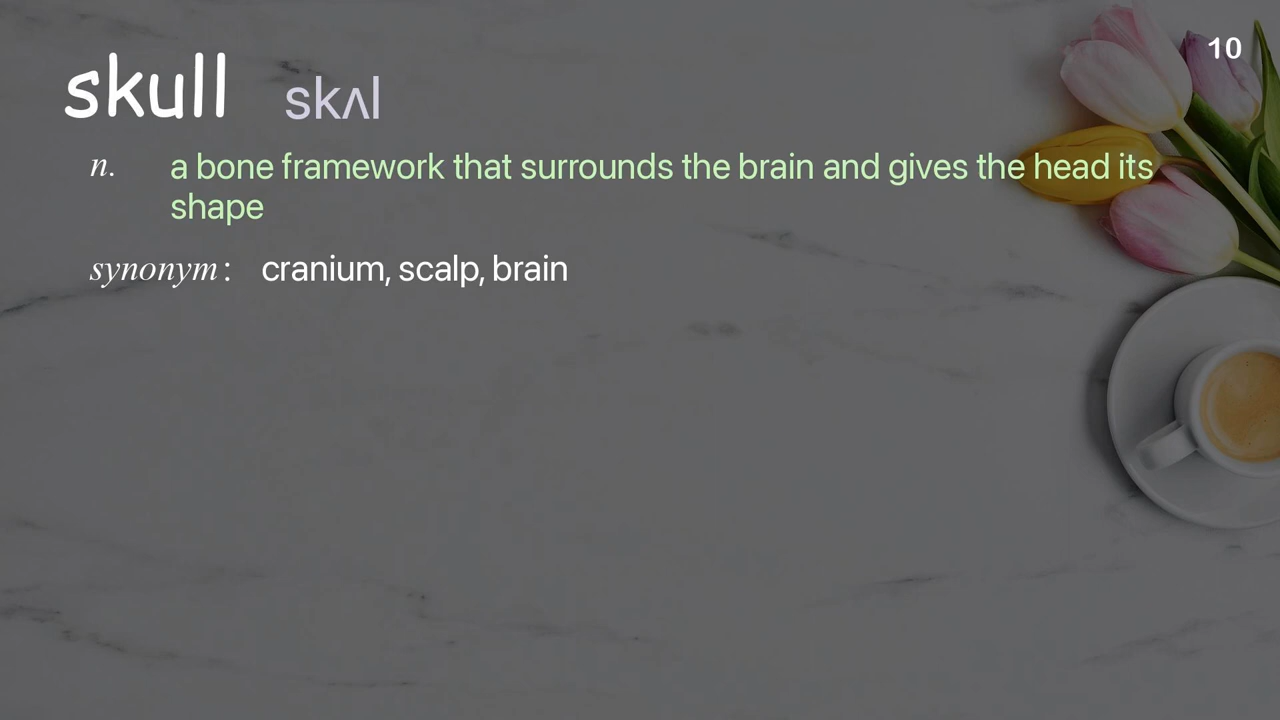 10
skull skʌl
n. a bone framework that surrounds the brain and gives the head its
shape
synonym: cranium, scalp, brain